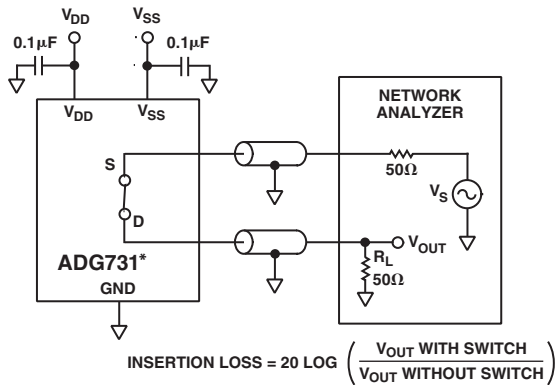 VDD
VSS
0.1µF
0.1µF
VDD
VSS
NETWORK
ANALYZER
S
50Ω
VS
D
VOUT
ADG731*
RL
50Ω
GND
INSERTION LOSS = 20 LOG ( VOUT WITH SWITCH
VOUT WITHOUT SWITCH )